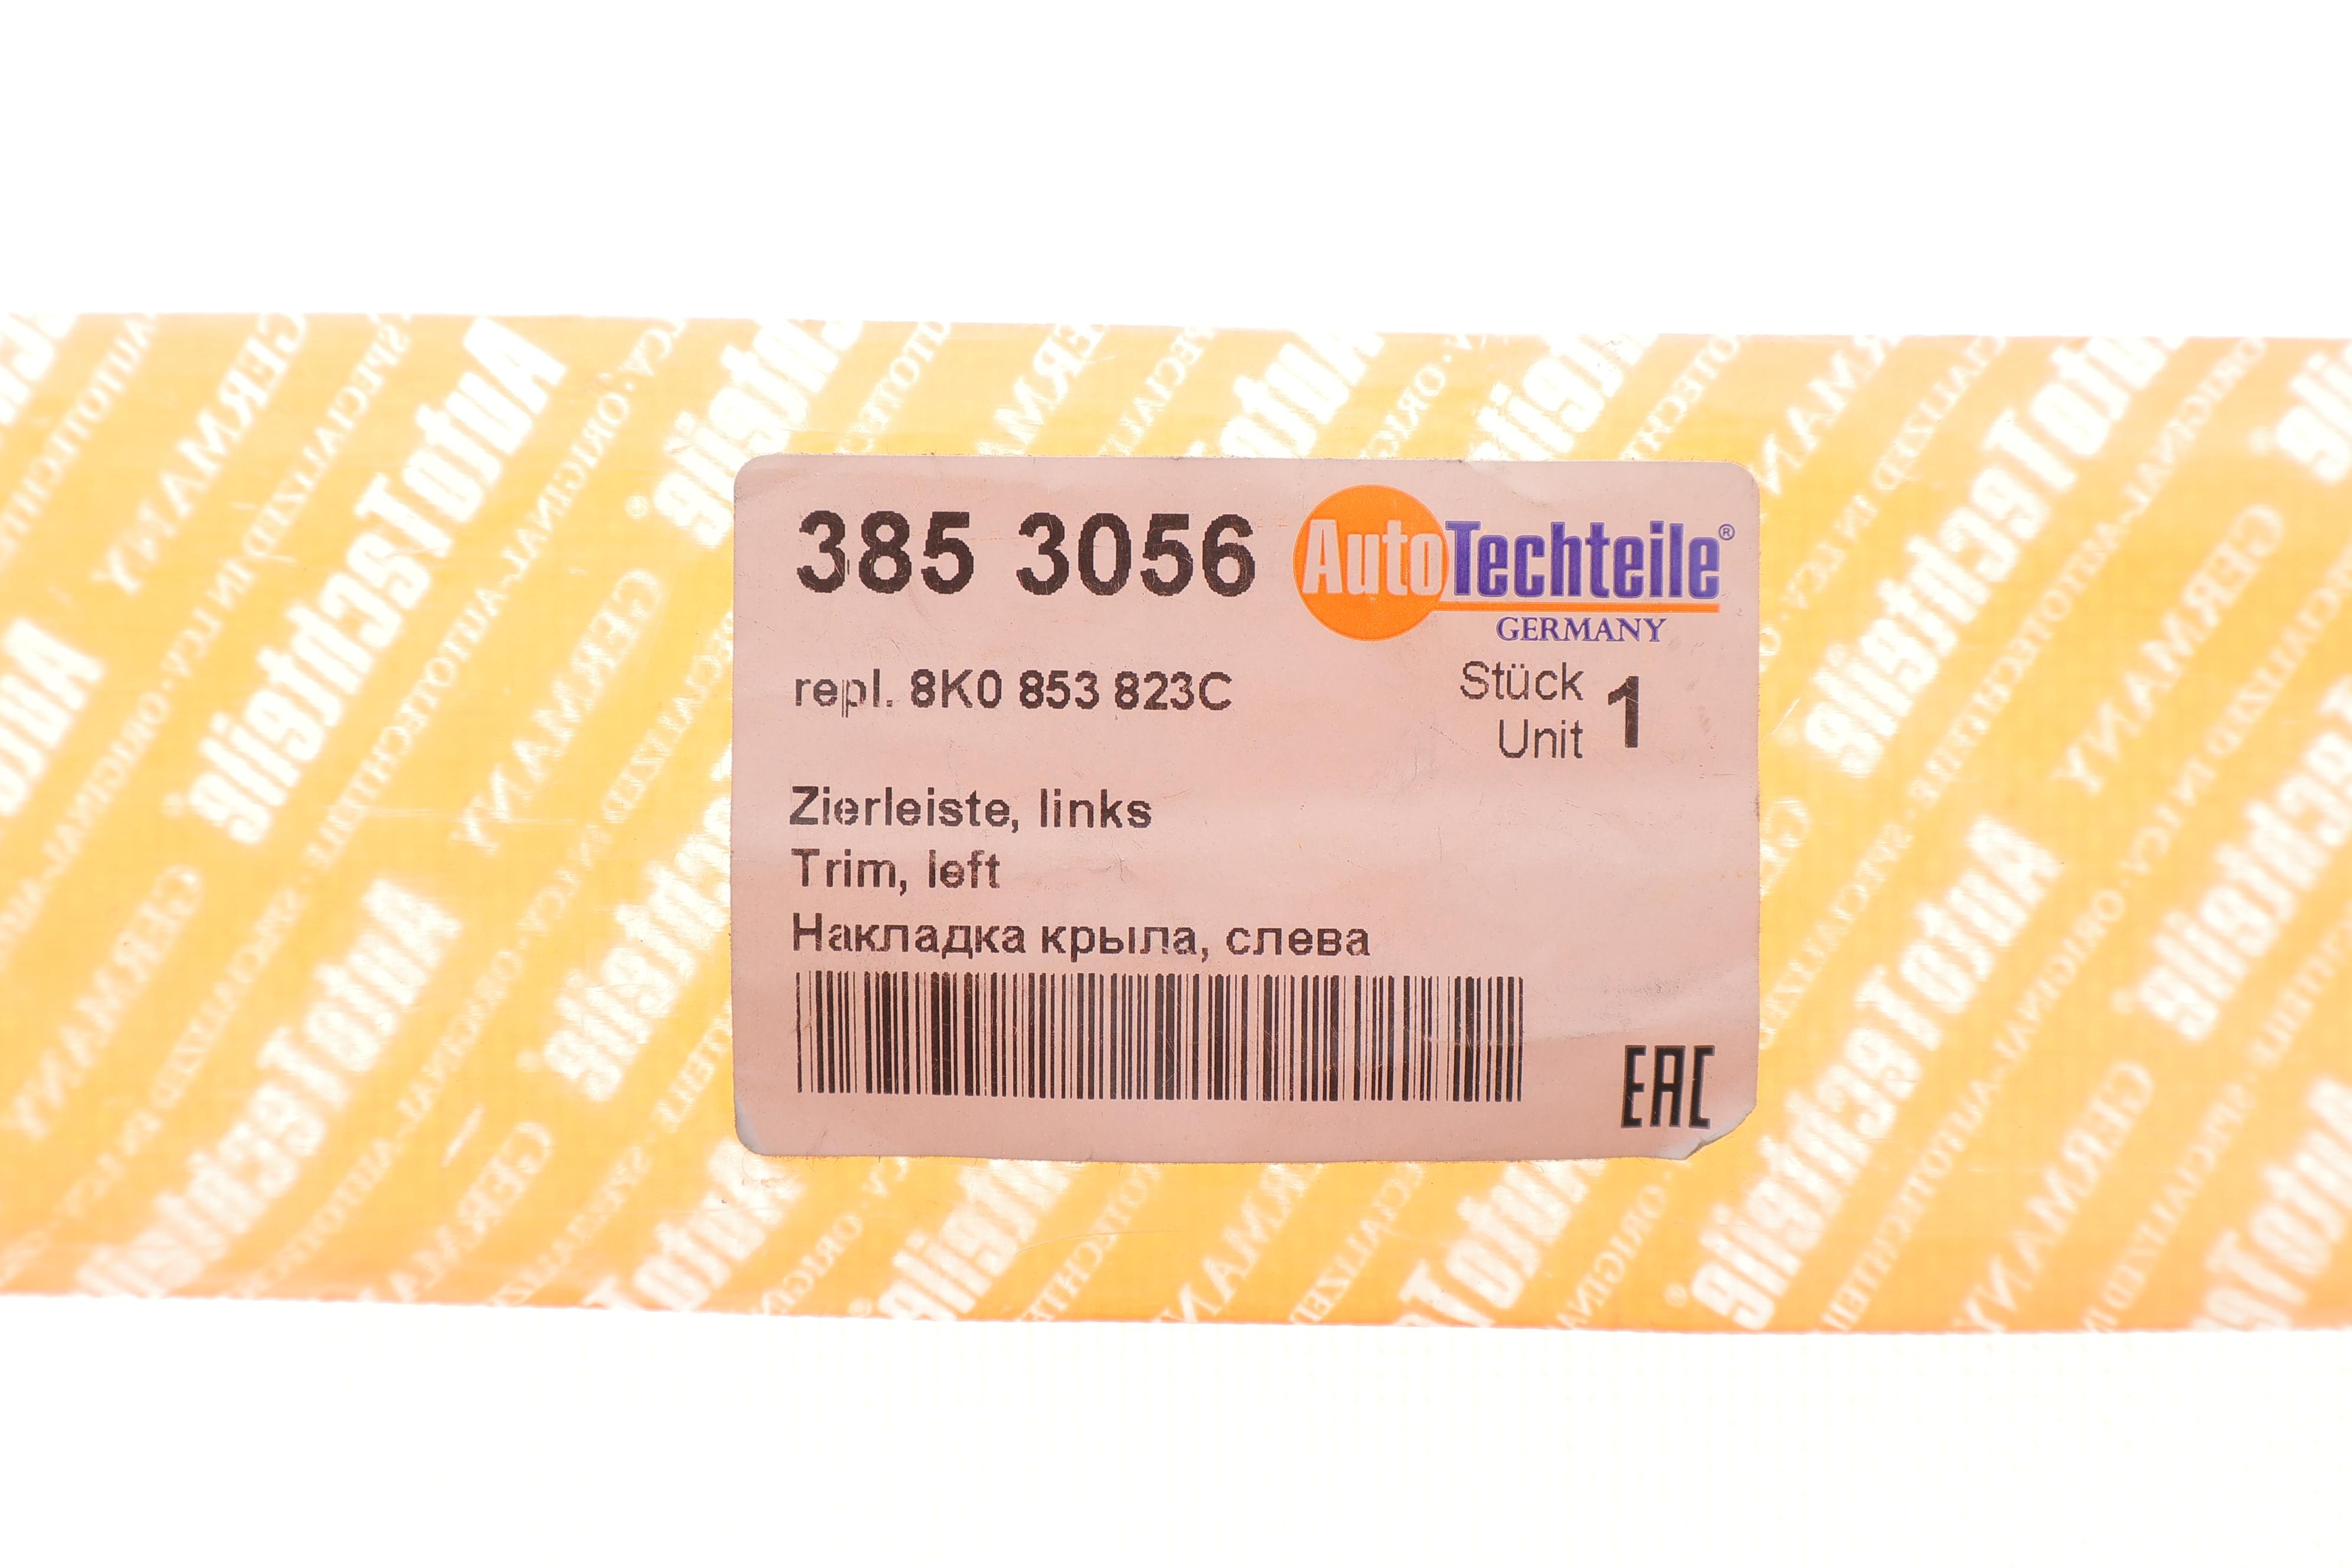 385 3056
AutoTechteile®
GERMANY
repl. 8K0 853 823C
Stück
Unit
1
Zierleiste, links
Trim, left
Накладка крыла, слева
EAC